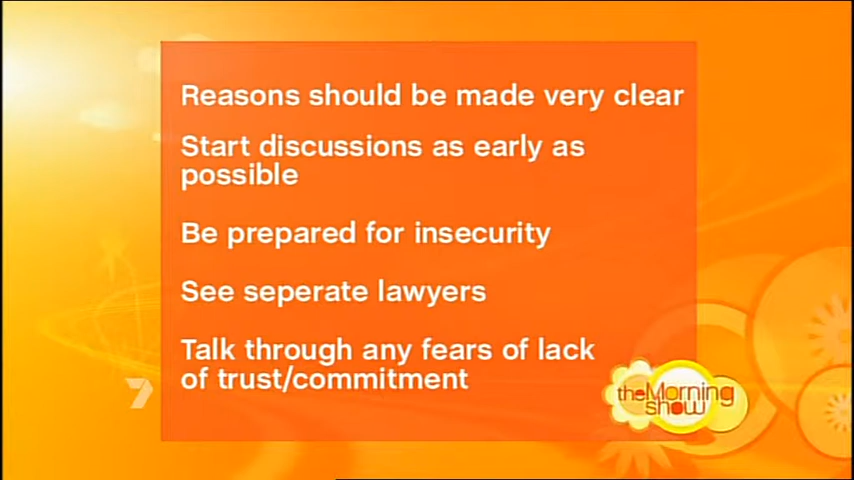 Reasons should be made very clear
Start discussions as early as
possible
Be prepared for insecurity
See seperate lawyers
Talk through any fears of lack
of trust/commitment
7
the Morning
show